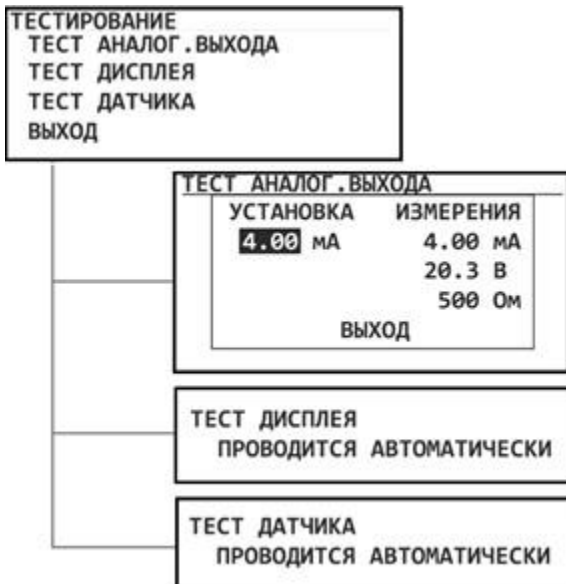 ТЕСТИРОВАНИЕ
ТЕСТ АНАЛОГ.ВЫХОДА
ТЕСТ ДИСПЛЕЯ
ТЕСТ ДАТЧИКА
ВЫХОД
ТЕСТ АНАЛОГ.ВЫХОДА
УСТАНОВКА ИЗМЕРЕНИЯ
4.00 мА 4.00 мА
20.3 В
500 Ом
ВЫХОД
ТЕСТ ДИСПЛЕЯ
ПРОВОДИТСЯ АВТОМАТИЧЕСКИ
ТЕСТ ДАТЧИКА
ПРОВОДИТСЯ АВТОМАТИЧЕСКИ